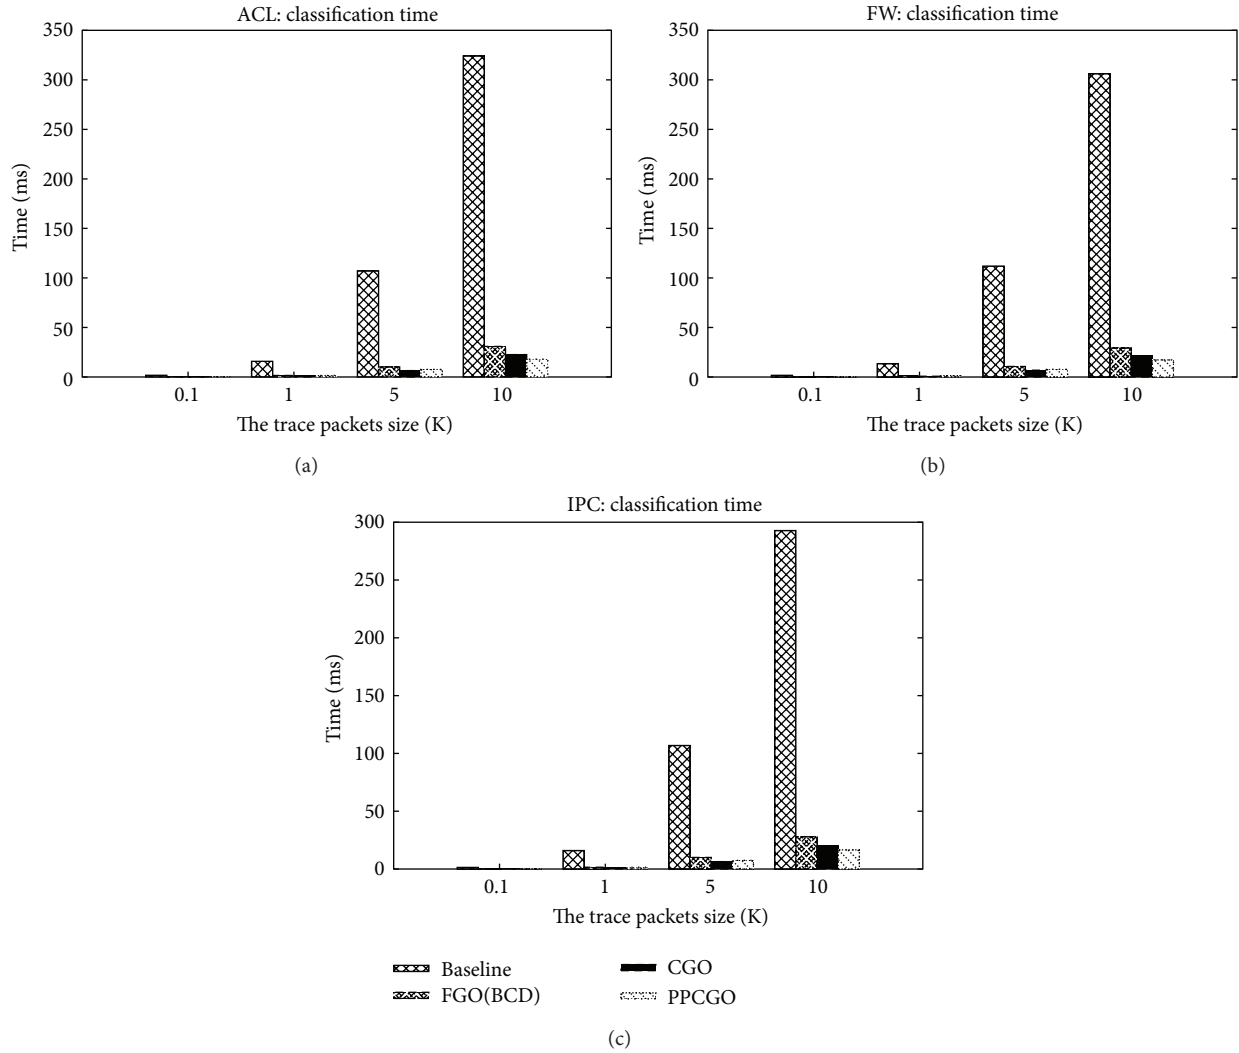 ACL: classification time
350
300
250
200
150
100
50
0
Time (ms)
0.1 1 5 10
The trace packets size (K)
(a)
FW: classification time
350
300
250
200
150
100
50
0
Time (ms)
0.1 1 5 10
The trace packets size (K)
(b)
IPC: classification time
300
250
200
150
100
50
0
Time (ms)
0.1 1 5 10
The trace packets size (K)
Baseline
FGO(BCD)
CGO
PPCGO
(c)